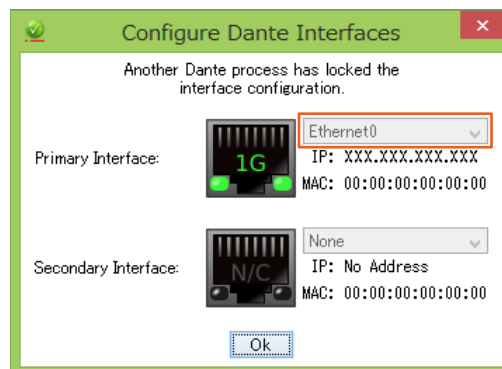 Configure Dante Interfaces
×
Another Dante process has locked the
interface configuration.
Ethernet0
Primary Interface:
1G
IP: XXX.XXX.XXX.XXX
MAC: 00:00:00:00:00:00
None
Secondary Interface:
N/C
IP: No Address
MAC: 00:00:00:00:00:00
Ok